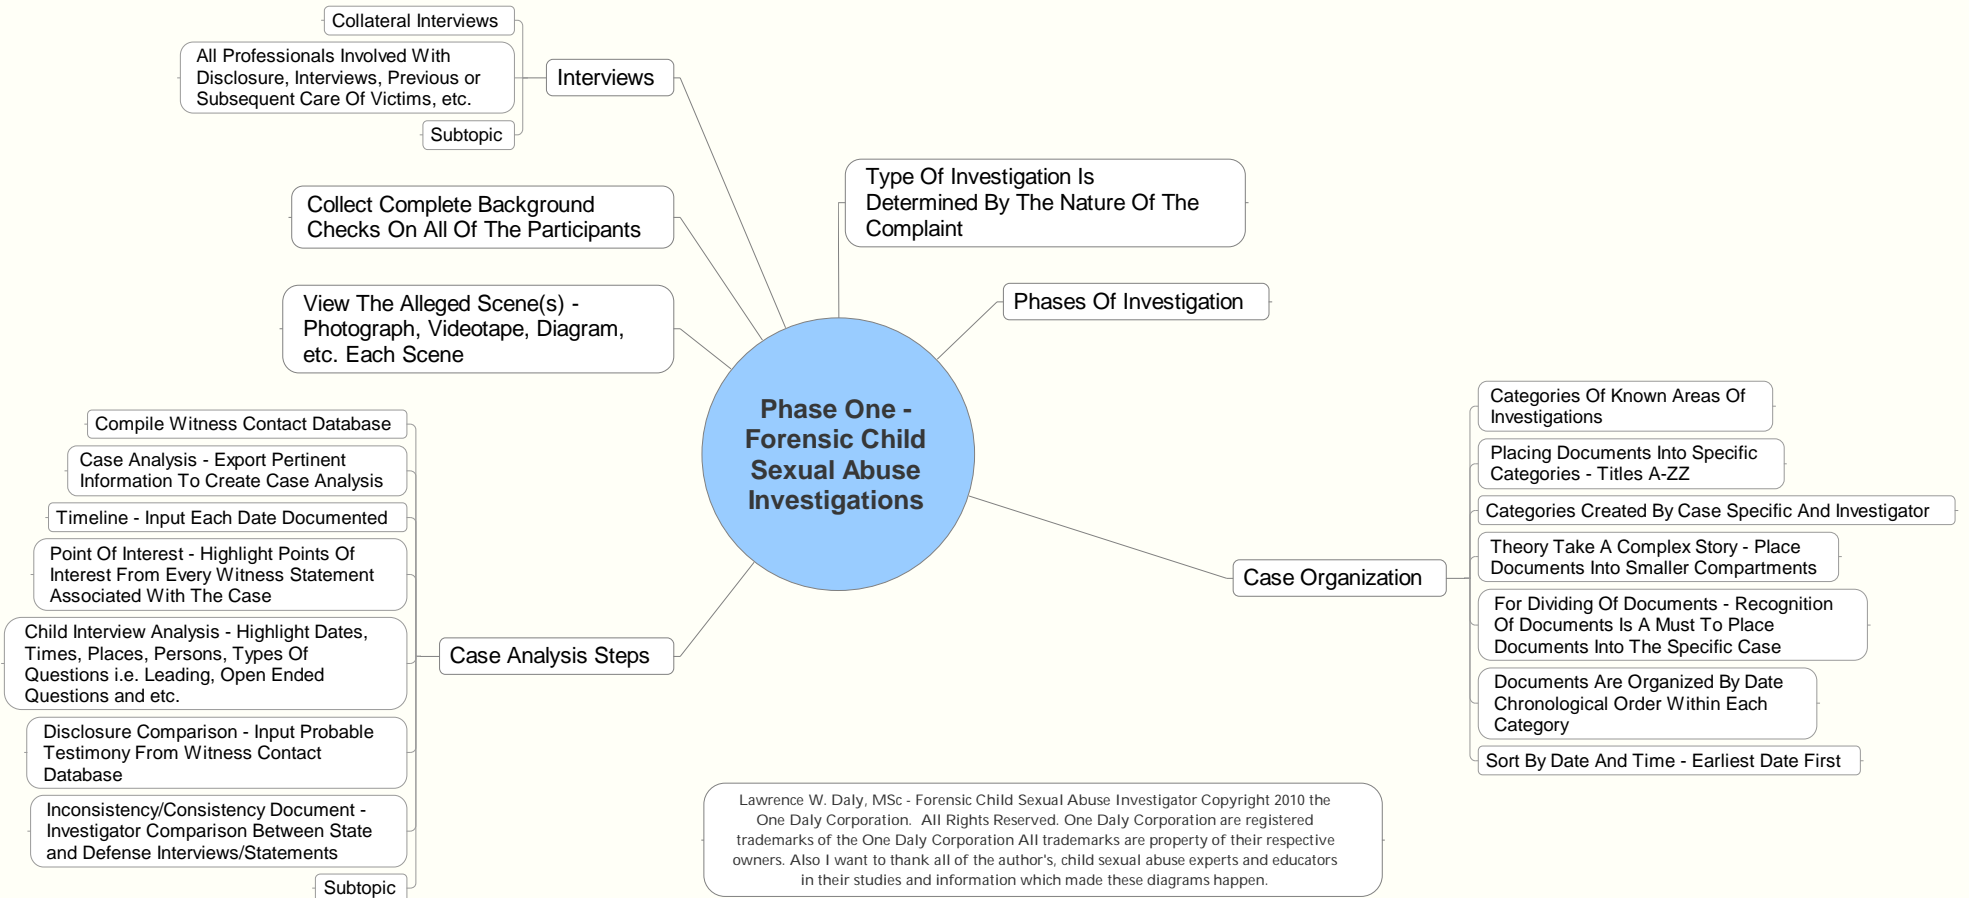 Collateral Interviews
All Professionals Involved With
Disclosure, Interviews, Previous or
Subsequent Care Of Victims, etc.
Subtopic
Interviews
Collect Complete Background
Checks On All Of The Participants
View The Alleged Scene(s) -
Photograph, Videotape, Diagram,
etc. Each Scene
Compile Witness Contact Database
Case Analysis - Export Pertinent
Information To Create Case Analysis
Timeline - Input Each Date Documented
Point Of Interest - Highlight Points Of
Interest From Every Witness Statement
Associated With The Case
Child Interview Analysis - Highlight Dates,
Times, Places, Persons, Types Of
Questions i.e. Leading, Open Ended
Questions and etc.
Disclosure Comparison - Input Probable
Testimony From Witness Contact
Database
Inconsistency/Consistency Document -
Investigator Comparison Between State
and Defense Interviews/Statements
Subtopic
Case Analysis Steps
Phase One -
Forensic Child
Sexual Abuse
Investigations
Type Of Investigation Is
Determined By The Nature Of The
Complaint
Phases Of Investigation
Case Organization
Categories Of Known Areas Of
Investigations
Placing Documents Into Specific
Categories - Titles A-ZZ
Categories Created By Case Specific And Investigator
Theory Take A Complex Story - Place
Documents Into Smaller Compartments
For Dividing Of Documents - Recognition
Of Documents Is A Must To Place
Documents Into The Specific Case
Documents Are Organized By Date
Chronological Order Within Each
Category
Sort By Date And Time - Earliest Date First
Lawrence W. Daly, MSc - Forensic Child Sexual Abuse Investigator Copyright 2010 the
One Daly Corporation.  All Rights Reserved. One Daly Corporation are registered
trademarks of the One Daly Corporation All trademarks are property of their respective
owners. Also I want to thank all of the author's, child sexual abuse experts and educators
in their studies and information which made these diagrams happen.